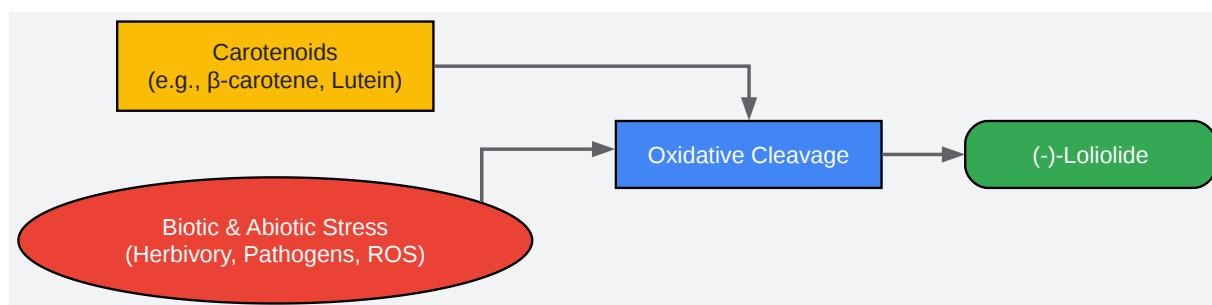 Carotenoids
(e.g., β-carotene, Lutein)
Oxidative Cleavage
(-)-Loliolide
Biotic & Abiotic Stress
(Herbivory, Pathogens, ROS)